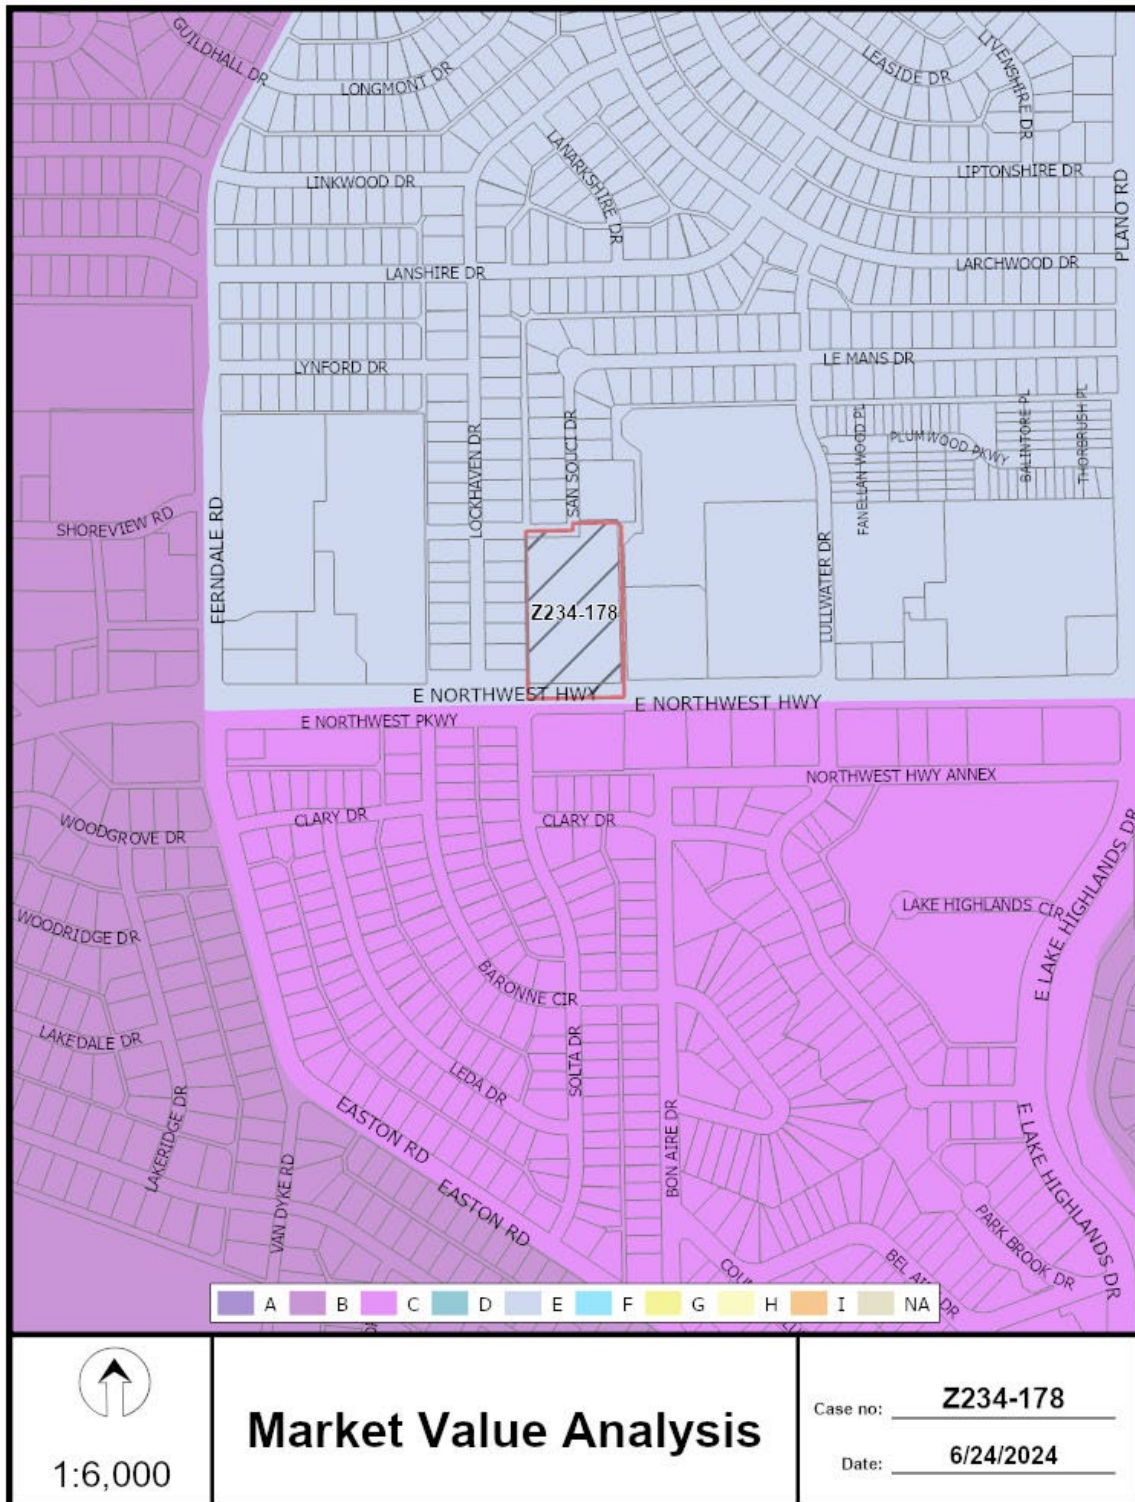 GUILDHALL DR
LONGMONT DR
LEASIDE DR
LIVENSHIRE DR
LINKWOOD DR
LANARKSHIRE DR
LIPTONSHIRE DR
PLANO RD
LANSHIRE DR
LARCHWOOD DR
LYNFORD DR
LE MANS DR
LOCKHAVEN DR
SAN SOUCI DR
FANELLAN WOOD PL
PLUMWOOD PKWY
BALINTORE PL
THORBRUSH PL
SHOREVIEW RD
FERNDALE RD
LULLWATER DR
Z234-178
E NORTHWEST HWY
E NORTHWEST HWY
E NORTHWEST PKWY
NORTHWEST HWY ANNEX
CLARY DR
CLARY DR
WOODGROVE DR
E LAKE HIGHLANDS DR
LAKE HIGHLANDS CIR
WOODRIDGE DR
BARONNE CIR
LAKEDALE DR
LEDA DR
SOLTA DR
EASTON RD
BON AIRE DR
LAKERIDGE DR
VAN DYKE RD
EASTON RD
E LAKE HIGHLANDS DR
PARK BROOK DR
BEL AI
DR
A B C D E F G H I NA
1:6,000
Market Value Analysis
Case no: Z234-178
Date: 6/24/2024